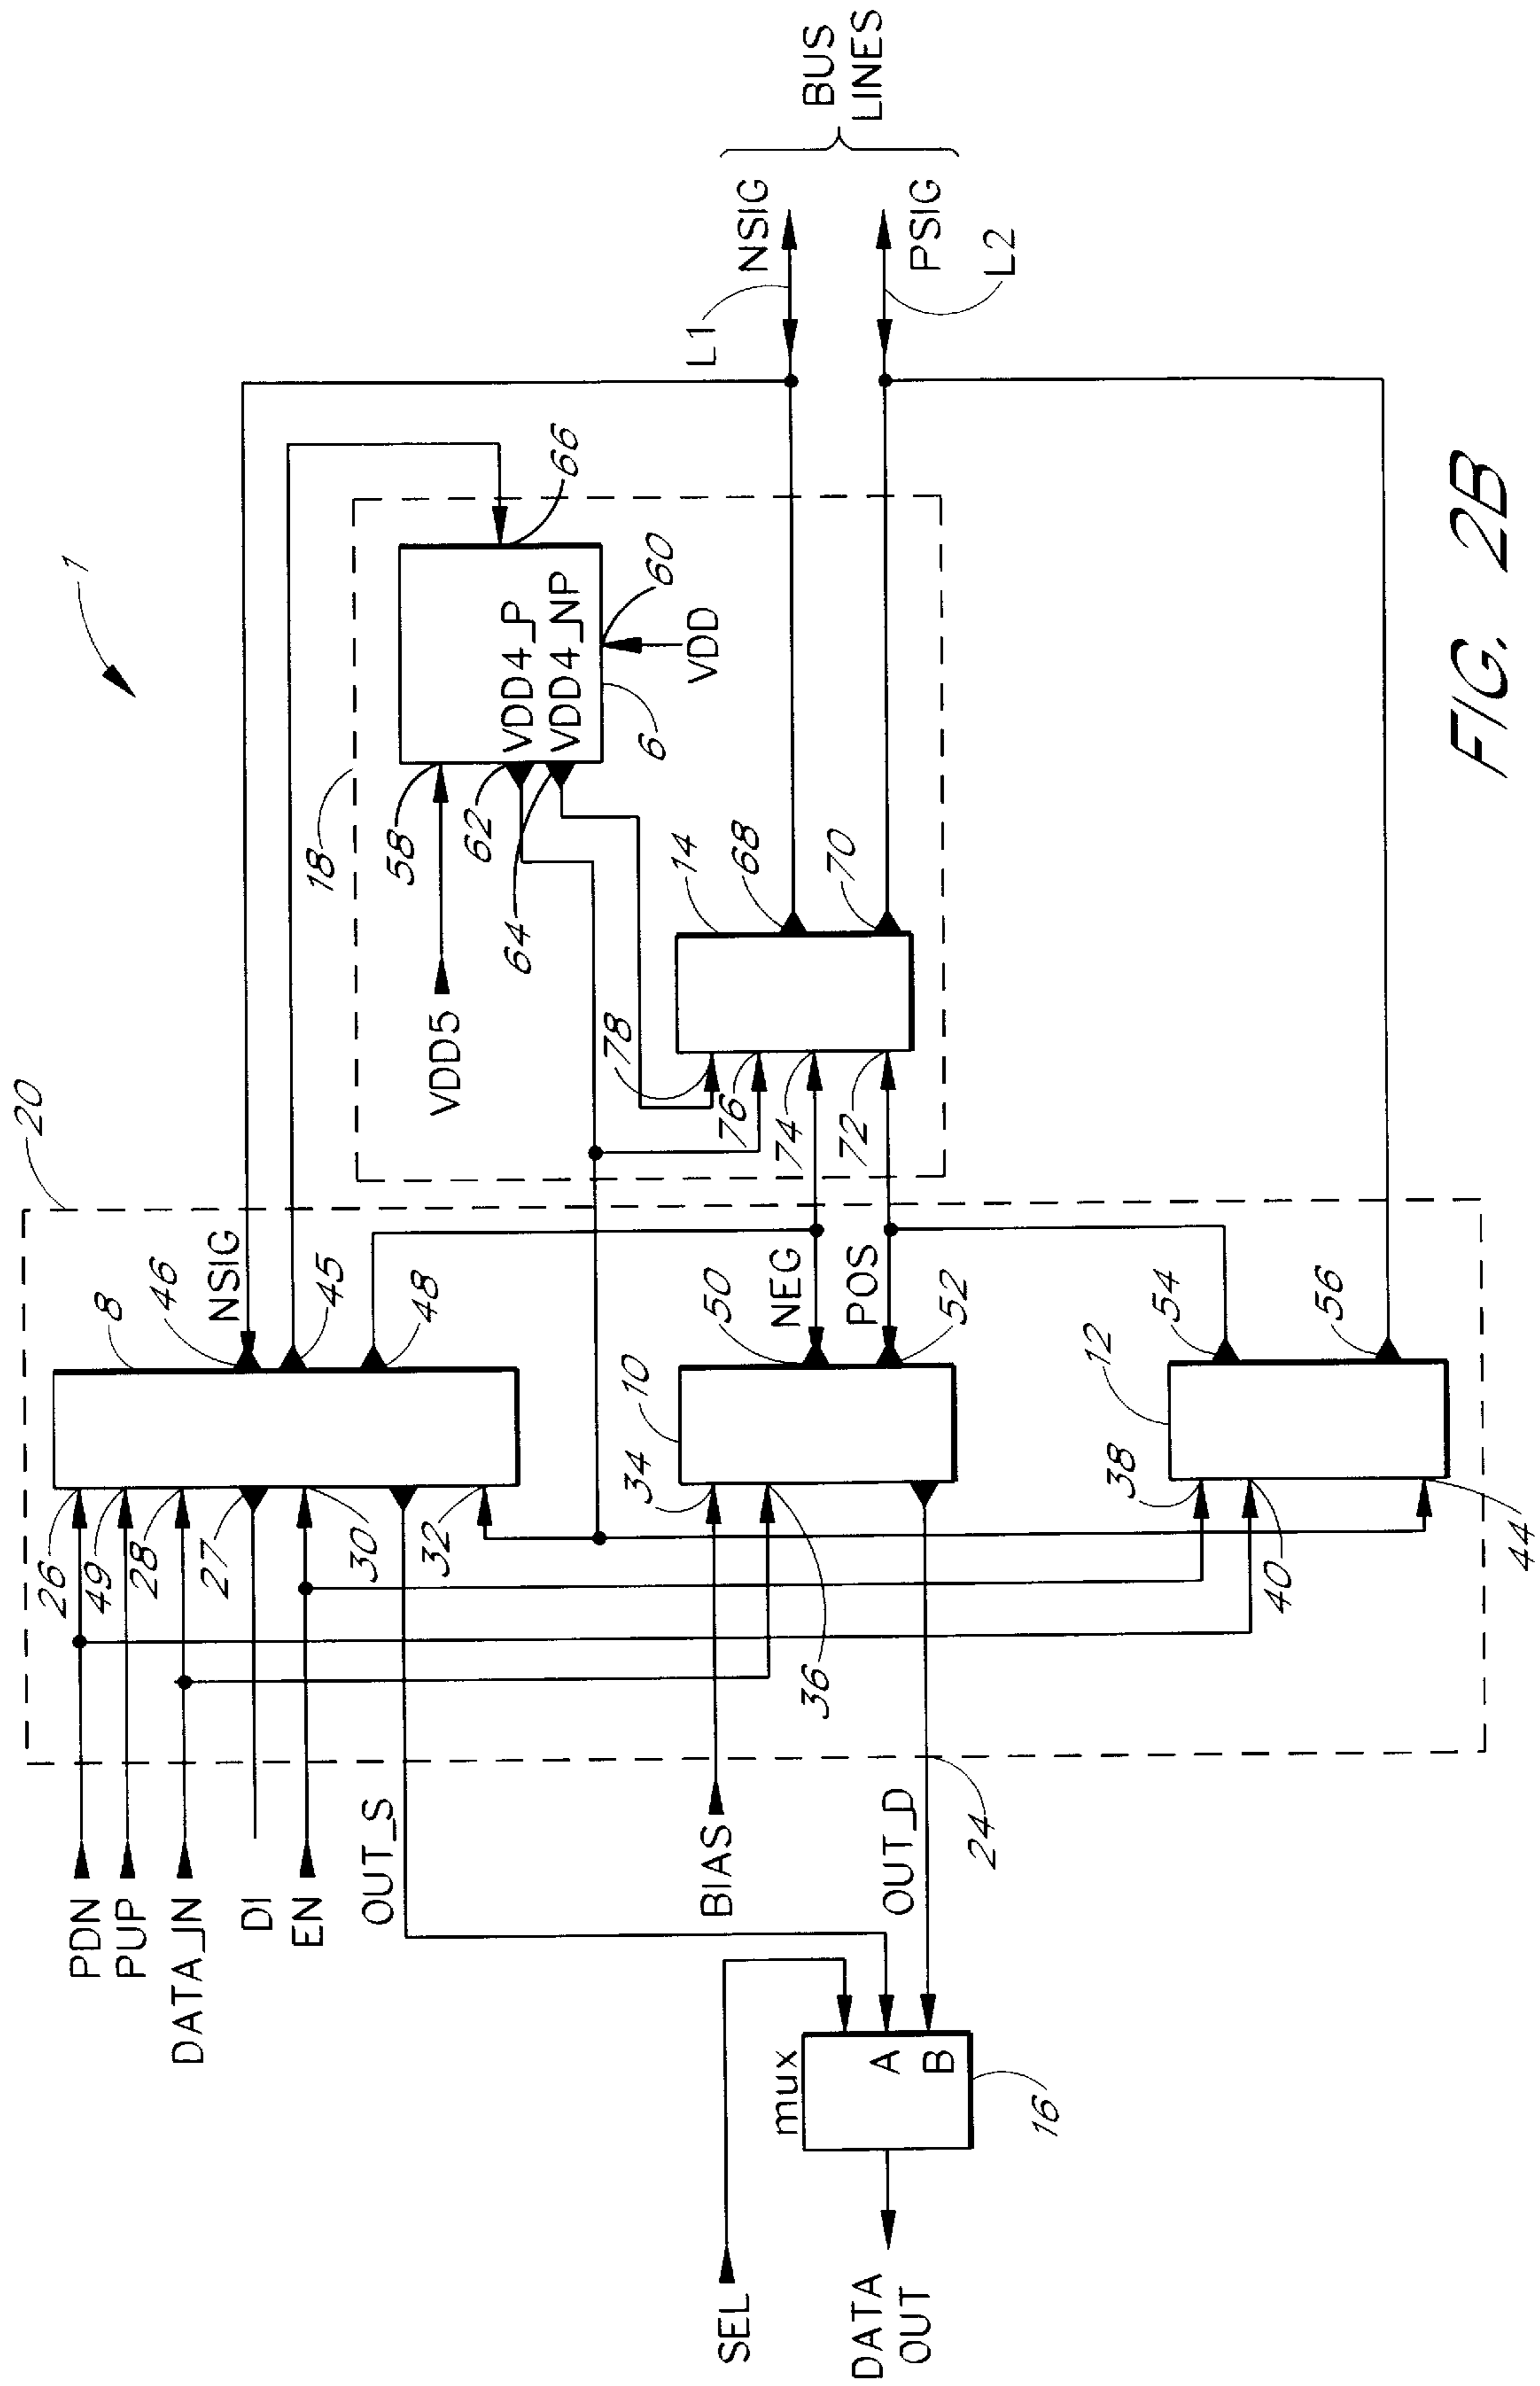 1
20
8
26
49
28
27
30
32
46
NSIG
45
48
PDN
PUP
DATA_IN
DI
EN
OUT_S
BIAS
OUT_D
24
SEL
mux
A
B
16
DATA
OUT
34
36
10
50
NEG
POS
52
38
40
44
12
54
56
18
VDD5
58
62
64
VDD4_P
VDD4_NP
66
60
VDD
6
14
68
70
78
76
74
72
L1
NSIG
PSIG
L2
BUS
LINES
FIG. 2B